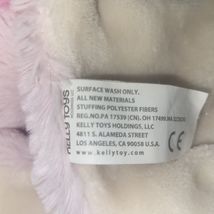 KELLY TOYS
SURFACE WASH ONLY.
ALL NEW MATERIALS
STUFFING POLYESTER FIBERS
REG.NO.PA 17539 (CN). OH 17499.MA
KELLY TOYS HOLDINGS, LLC
4811 S. ALAMEDA STREET
LOS ANGELES, CA 90058 U.S.A.
www.kellytoy.com
CE